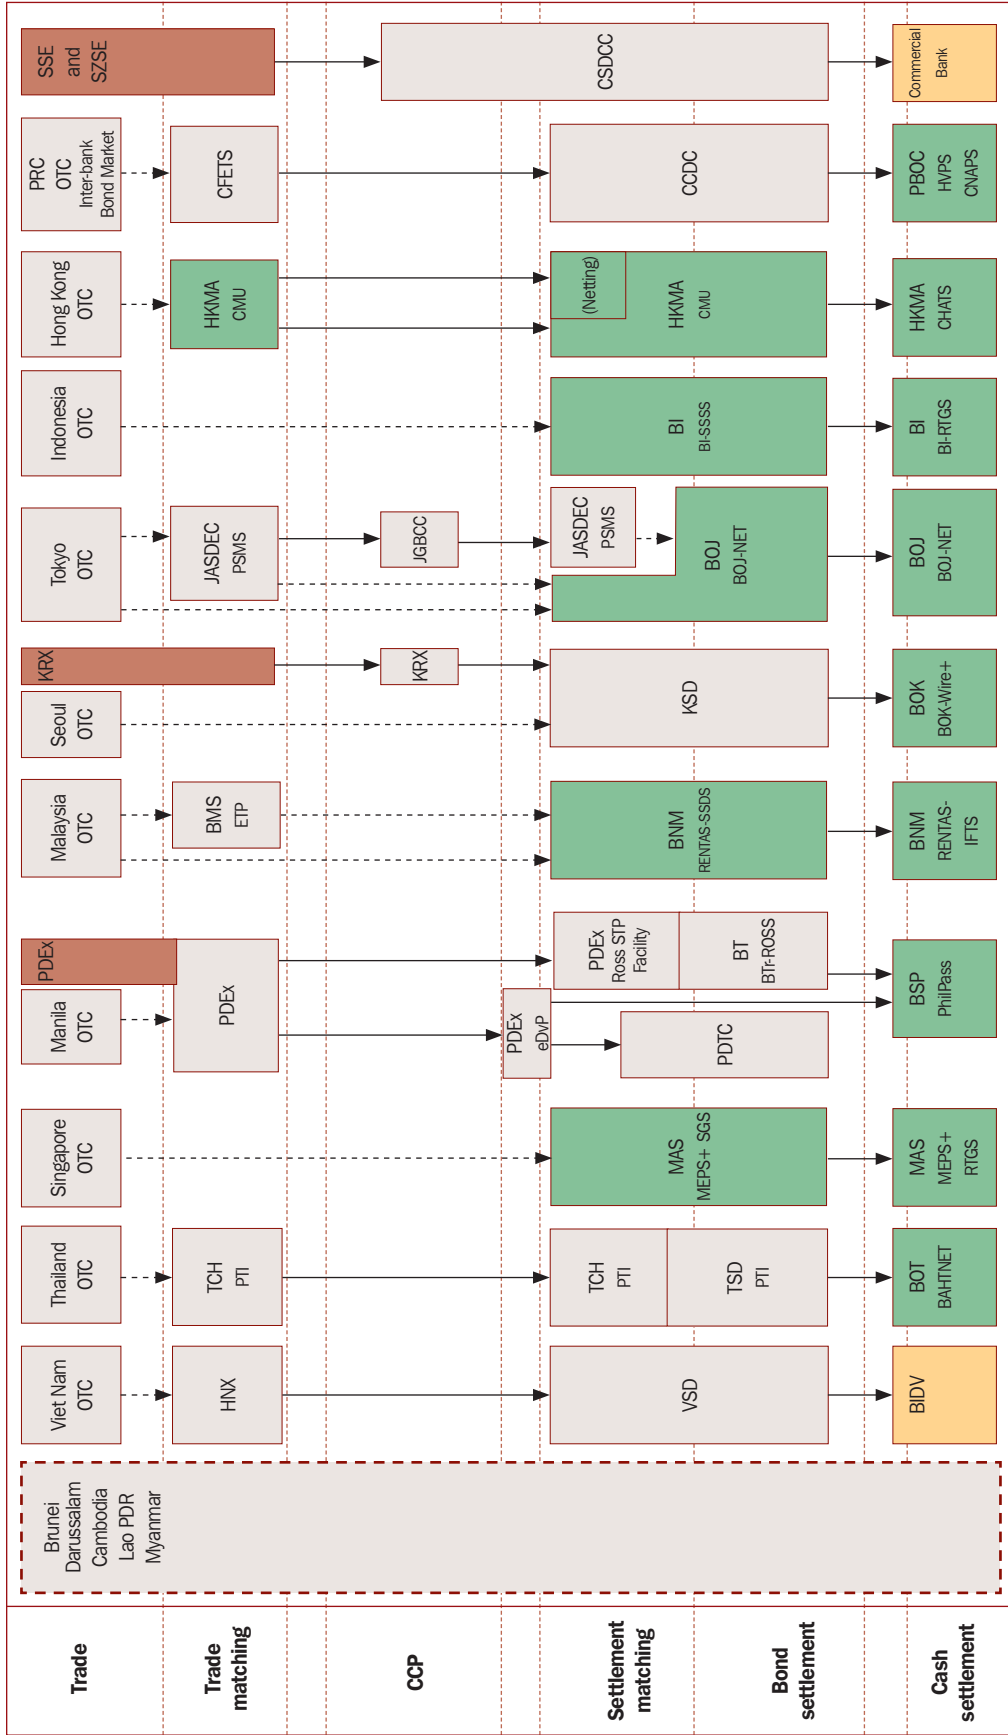 Trade
Trade
matching
CCP
Settlement
matching
Bond
settlement
Cash
settlement
Brunei
Darussalam
Cambodia
Lao PDR
Myanmar
Viet Nam
OTC
HNX
VSD
BIDV
Thailand
OTC
TCH
PTI
TCH
PTI
TSD
PTI
BOT
BAHTNET
Singapore
OTC
MAS
MEPS+ SGS
MAS
MEPS+
RTGS
Manila
OTC
PDEx
PDEx
PDEx
eDvP
PDEx
Ross STP
Facility
BT
BTr-ROSS
PDTC
BSP
PhilPass
Malaysia
OTC
BMS
ETP
BNM
RENTAS-SSDS
BNM
RENTAS-
IFTS
Seoul
OTC
KRX
KRX
KSD
BOK
BOK-Wire+
Tokyo
OTC
JASDEC
PSMS
JGBCC
JASDEC
PSMS
BOJ
BOJ-NET
BOJ
BOJ-NET
Indonesia
OTC
BI
BI-SSSS
BI
BI-RTGS
Hong Kong
OTC
HKMA
CMU
(Netting)
HKMA
CMU
HKMA
CHATS
PRC
OTC
Inter-bank
Bond Market
CFETS
CCDC
PBOC
HVPS
CNAPS
SSE
and
SZSE
CSDCC
Commercial
Bank